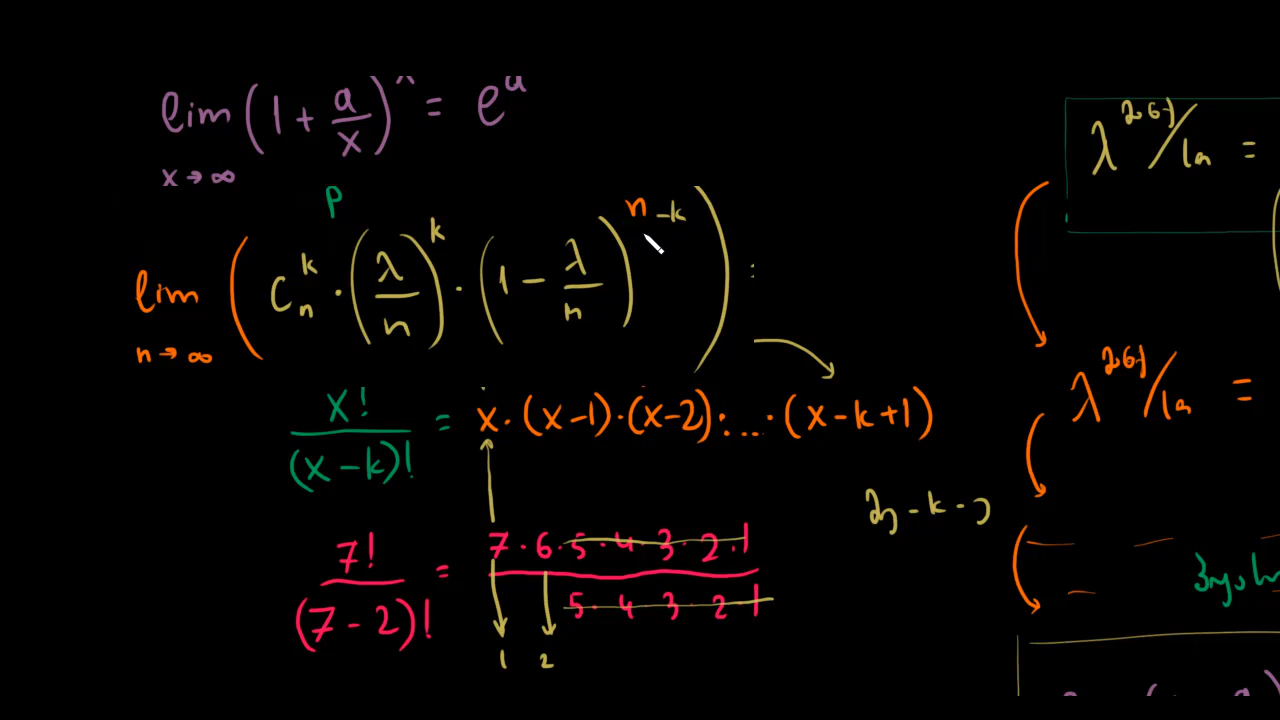 lim (1 + a/x)^x = e^a
x → ∞
p
lim ( C_n^k · (λ/n)^k · (1 − λ/n)^(n−k) ) =
n → ∞
x! / (x − k)! = x · (x − 1) · (x − 2) · ... · (x − k + 1)
7! / (7 − 2)! = 7 · 6 · 5 · 4 · 3 · 2 · 1 / 5 · 4 · 3 · 2 · 1
1 2
λ
=
λ
=